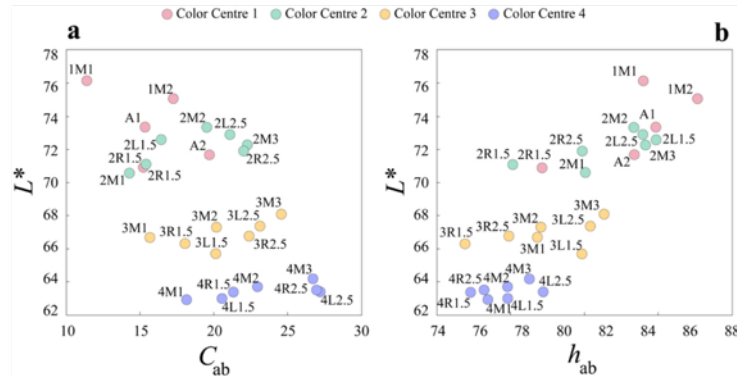 Color Centre 1 Color Centre 2 Color Centre 3 Color Centre 4
a
78
76
74
72
70
68
66
64
62
L*
10 15 20 25 30
C ab
1M1
1M2
A1
2M2 2L2.5
2L1.5
2M3
2R1.5
A2
2R2.5
2M1
2R1.5
3M3
3M1
3R1.5
3M2
3L2.5
3L1.5
3R2.5
4M3
4M1
4R1.5
4M2
4R2.5
4L1.5
4L2.5
b
78
76
74
72
70
68
66
64
62
L*
74 76 78 80 82 84 86 88
h ab
1M1
1M2
2M2
A1
2R2.5
2L2.5
2L1.5
2R1.5
2R1.5
2M1
A2
2M3
3M3
3R1.5
3R2.5
3M2
3L2.5
3M1
3L1.5
4M3
4R2.5
4M2
4L2.5
4R1.5
4M1
4L1.5